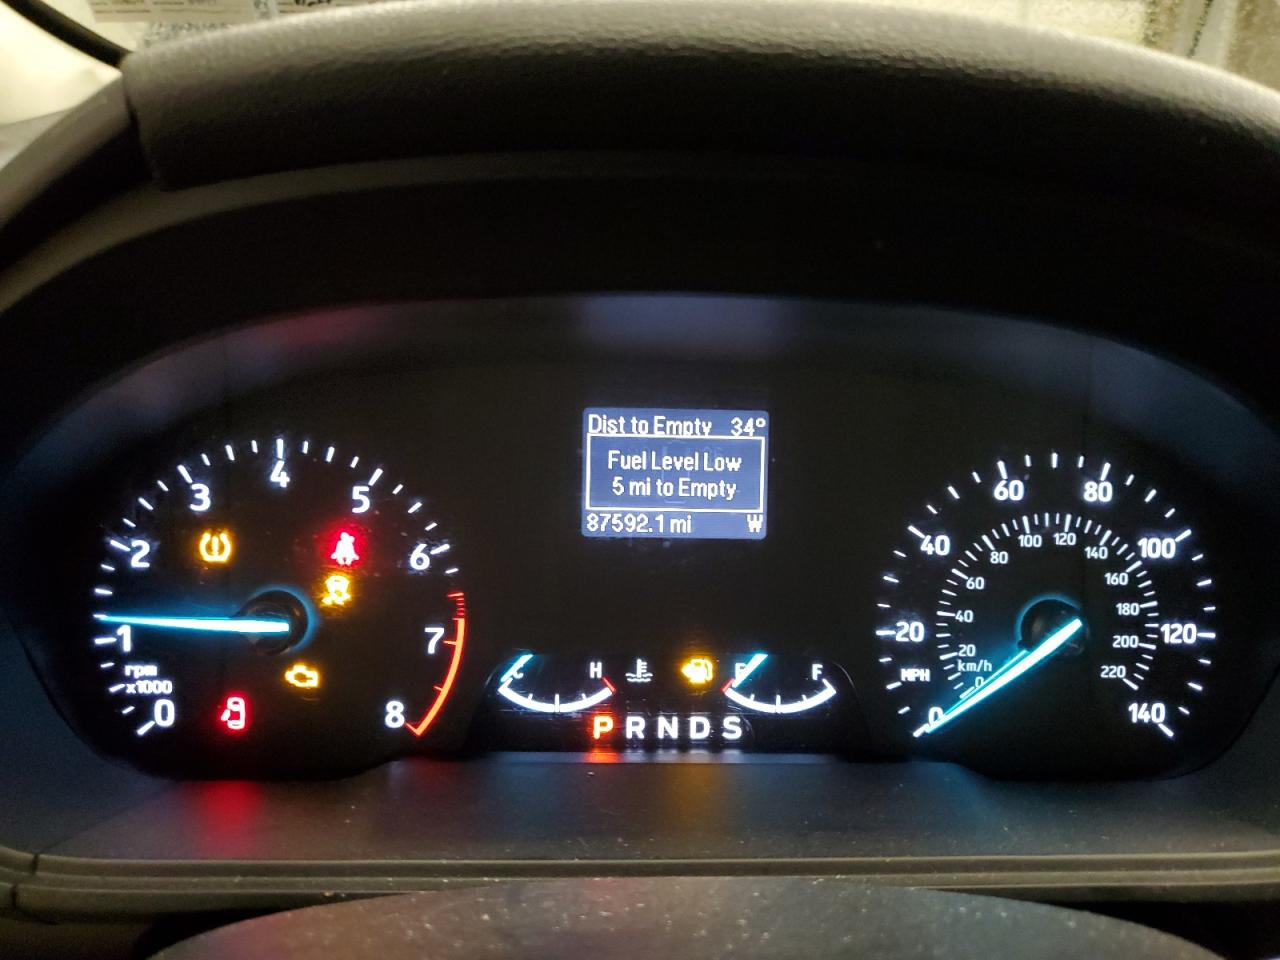 Dist to Empty 34°
Fuel Level Low
5 mi to Empty
87592.1 mi W
0 1 2 3 4 5 6 7 8
rpm
x1000
C H
E F
P R N D S
0 20 40 60 80 100 120 140
MPH
0 20 40 60 80 100 120 140 160 180 200 220
km/h